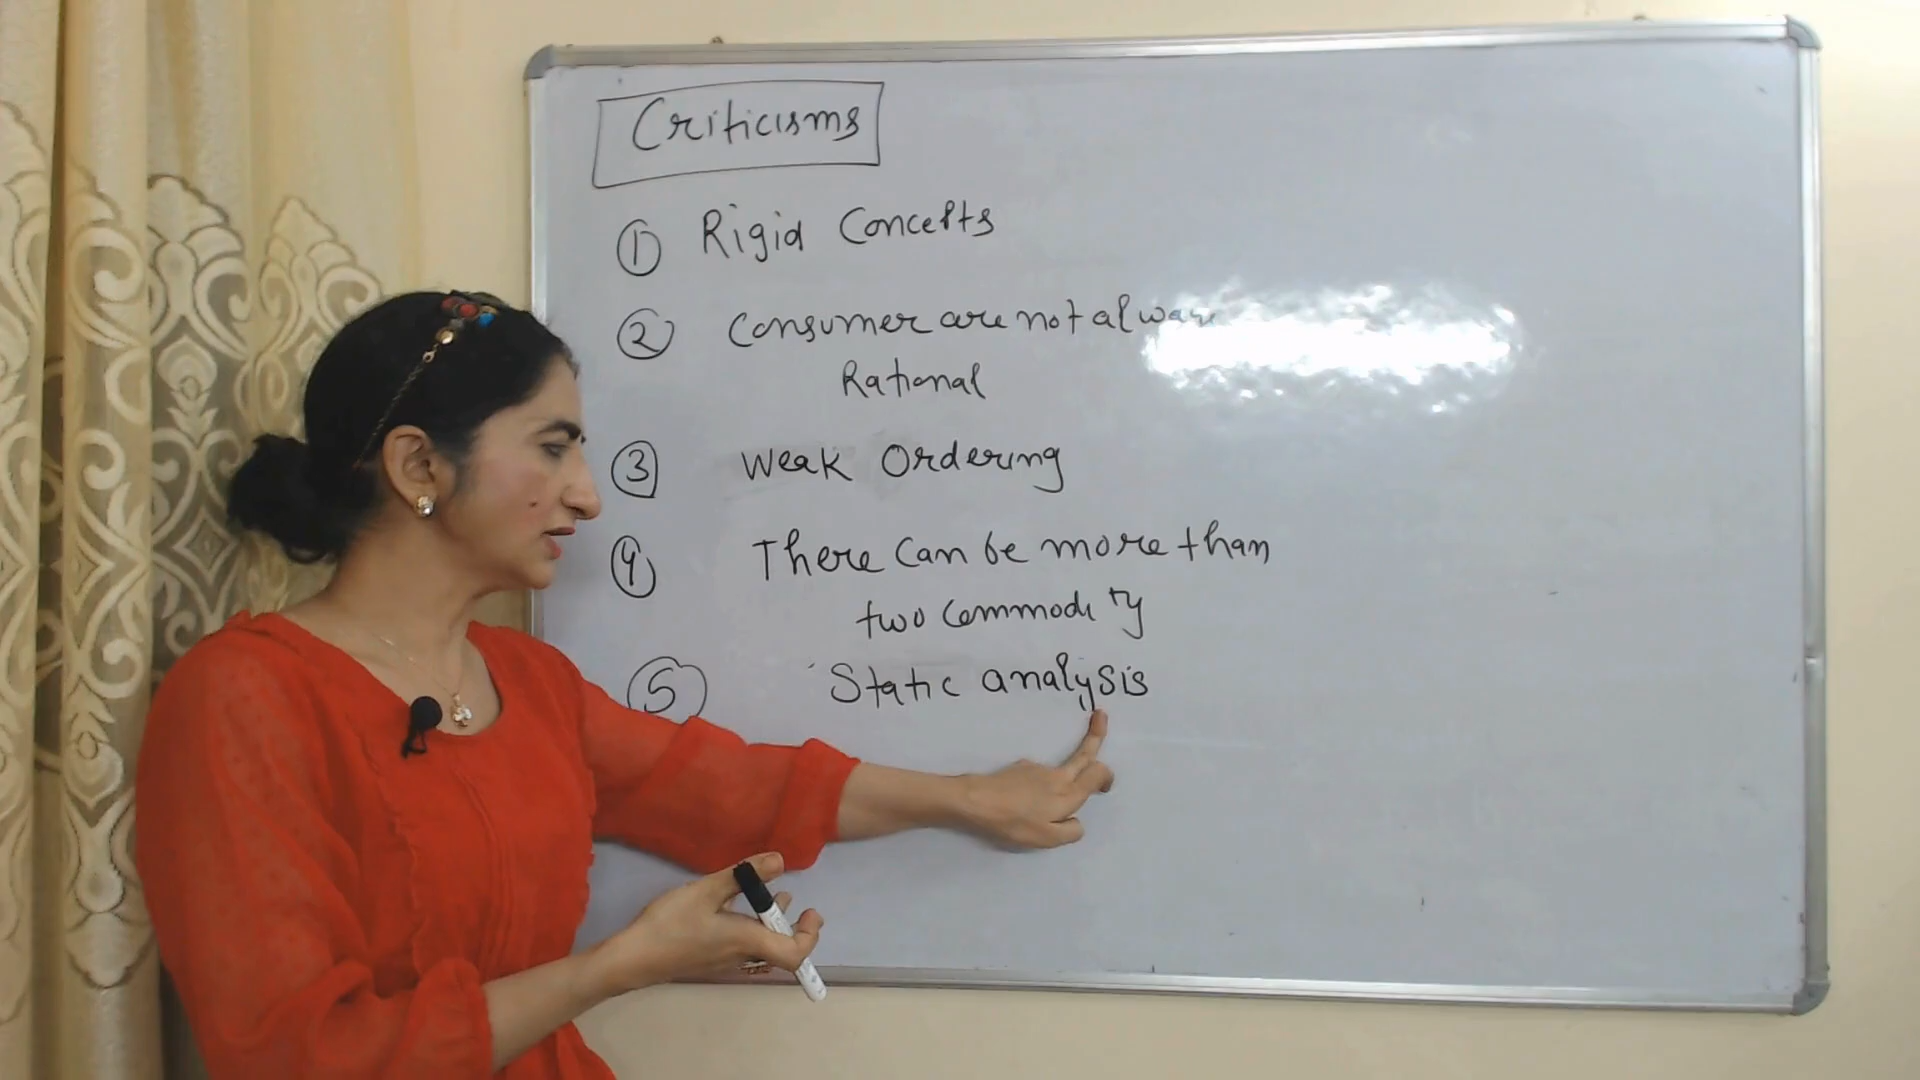 Criticisms
① Rigid Concepts
② Consumer are not always
Rational
③ Weak Ordering
④ There can be more than
two commodity
⑤ Static analysis